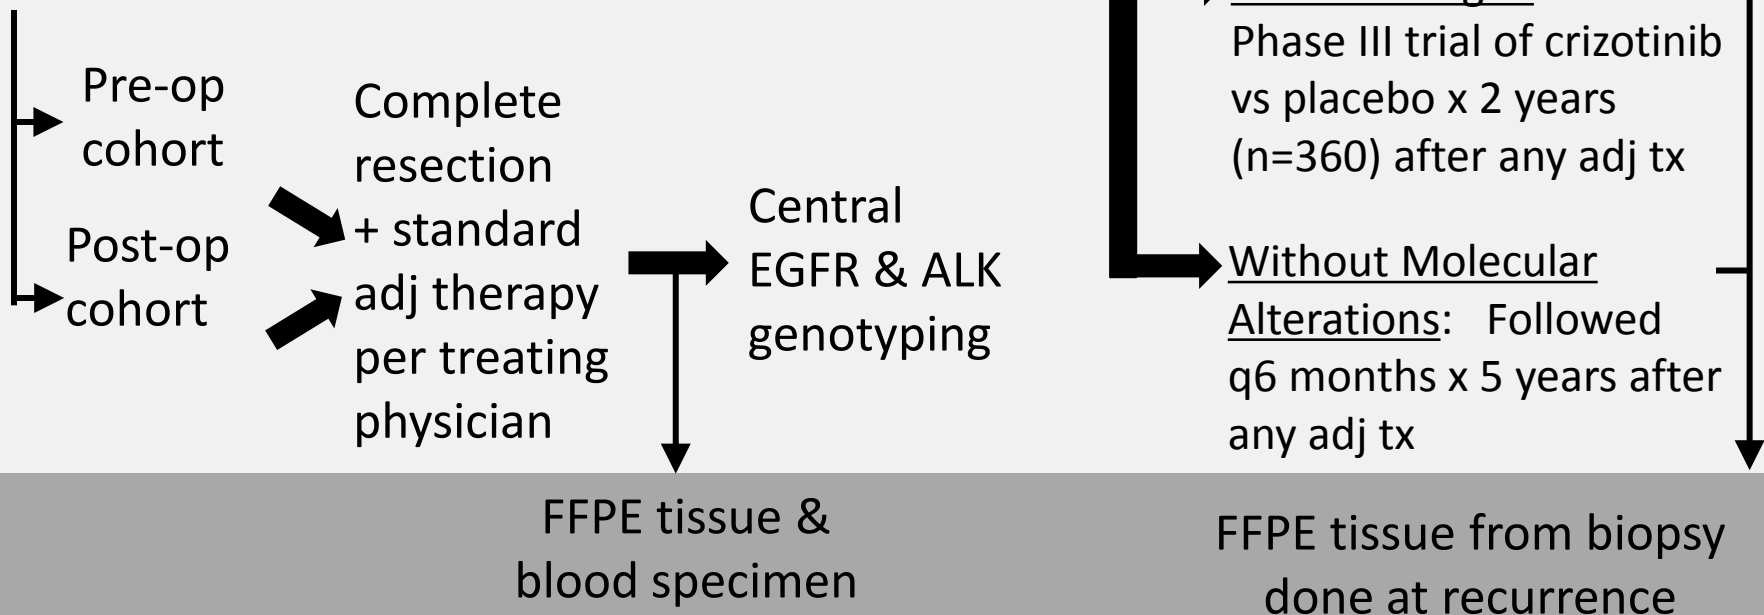 Pre-op
cohort
Post-op
cohort
Complete
resection
+ standard
adj therapy
per treating
physician
Central
EGFR & ALK
genotyping
Phase III trial of crizotinib
vs placebo x 2 years
(n=360) after any adj tx
Without Molecular
Alterations: Followed
q6 months x 5 years after
any adj tx
FFPE tissue &
blood specimen
FFPE tissue from biopsy
done at recurrence